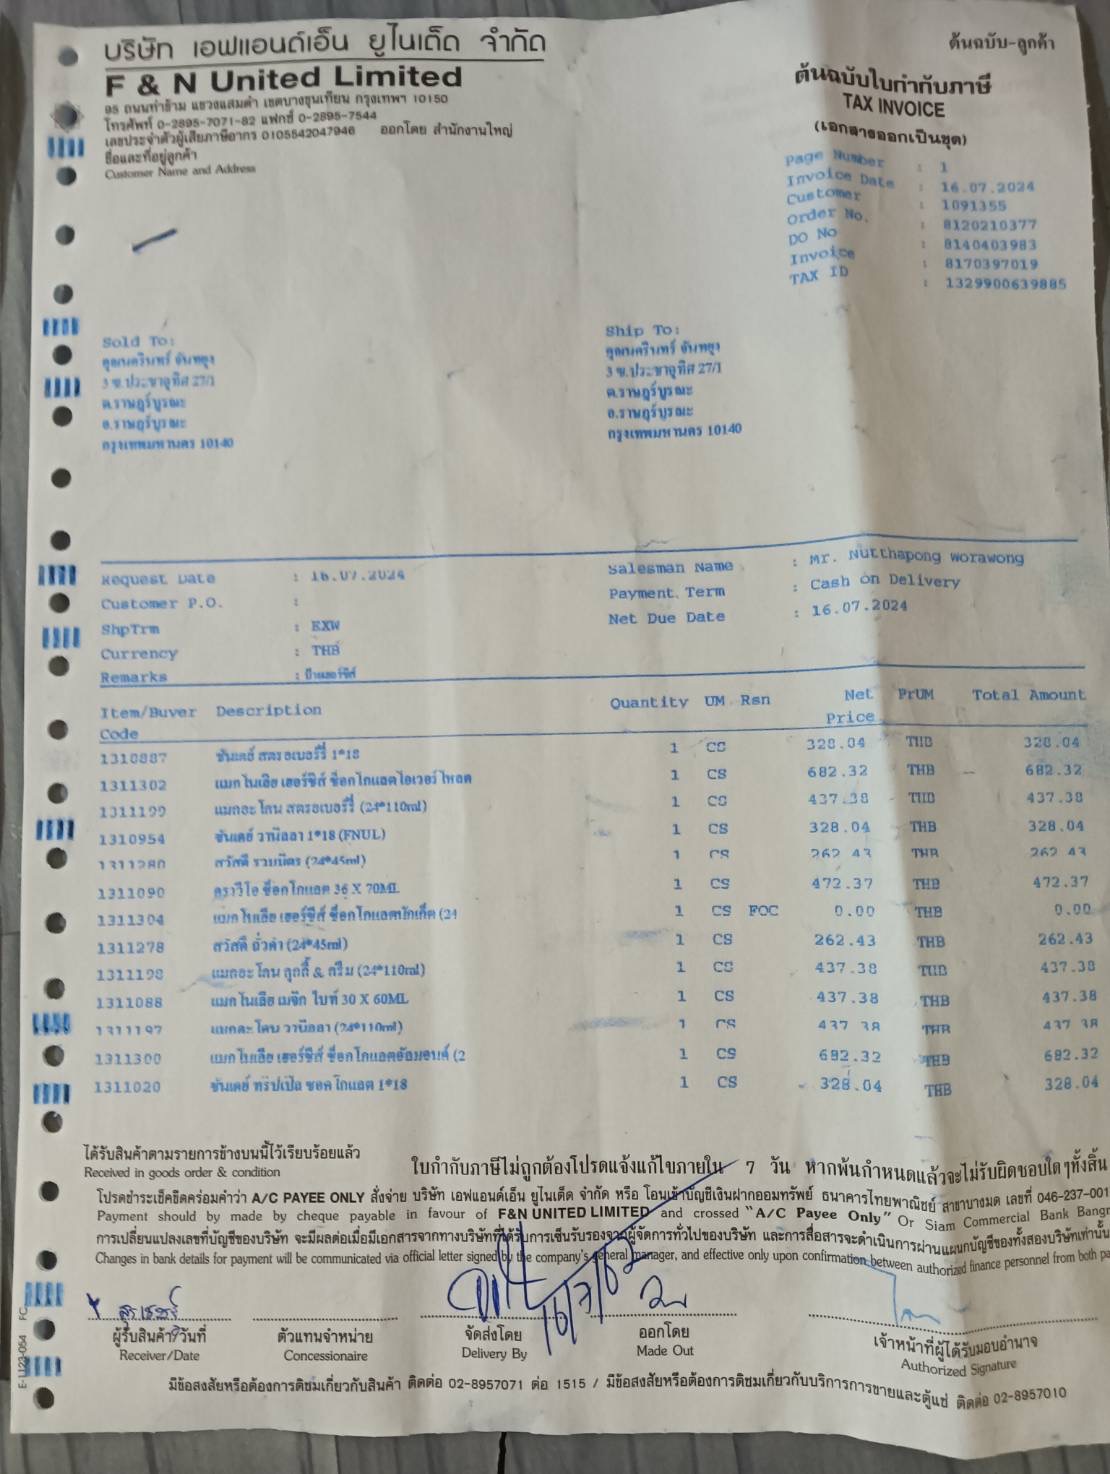 บริษัท เอฟแอนด์เอ็น ยูไนเต็ด จำกัด
F & N United Limited
95 ถนนท่าข้าม แขวงแสมดำ เขตบางขุนเทียน กรุงเทพฯ 10150
โทรศัพท์ 0-2895-7071-82 แฟกซ์ 0-2895-7544
เลขประจำตัวผู้เสียภาษีอากร 0105542047946 ออกโดย สำนักงานใหญ่
ชื่อและที่อยู่ลูกค้า
Customer Name and Address
ต้นฉบับ-ลูกค้า
ต้นฉบับใบกำกับภาษี
TAX INVOICE
(เอกสารออกเป็นชุด)
Page Number : 1
Invoice Date : 16.07.2024
Customer : 1091355
Order No. : 8120210377
DO No : 8140403983
Invoice : 8170397019
TAX ID : 1329900639885
Sold To:
คุณนครินทร์ จันทยุง
3 ซ.ประชาอุทิศ 27/1
ต.ราษฎร์บูรณะ
อ.ราษฎร์บูรณะ
กรุงเทพมหานคร 10140
Ship To:
คุณนครินทร์ จันทยุง
3 ซ.ประชาอุทิศ 27/1
ต.ราษฎร์บูรณะ
อ.ราษฎร์บูรณะ
กรุงเทพมหานคร 10140
Request Date : 16.07.2024
Customer P.O. :
ShpTrm : EXW
Currency : THB
Remarks : ป้ายเฮอร์ชีส์
Salesman Name : Mr. Nutthapong Worawong
Payment Term : Cash on Delivery
Net Due Date : 16.07.2024
Item/Buyer Code Description Quantity UM Rsn Net Price PrUM Total Amount
1310887 ซันเดย์ สตรอเบอร์รี่ 1*18 1 CS 328.04 THB 328.04
1311302 แมกโนเลีย เฮอร์ชีส์ ช็อกโกแลตโอเวอร์โหลด 1 CS 682.32 THB 682.32
1311199 แมกอะโคน สตรอเบอร์รี่ (24*110ml) 1 CS 437.38 THB 437.38
1310954 ซันเดย์ วานิลลา 1*18 (FNUL) 1 CS 328.04 THB 328.04
1311280 สวัสดี รวมมิตร (24*45ml) 1 CS 262.43 THB 262.43
1311090 คราวีโอ ช็อกโกแลต 36 X 70ML 1 CS 472.37 THB 472.37
1311304 แมกโนเลีย เฮอร์ชีส์ ช็อกโกแลตนักเก็ต (24 1 CS FOC 0.00 THB 0.00
1311278 สวัสดี ถั่วดำ (24*45ml) 1 CS 262.43 THB 262.43
1311198 แมกอะโคน คุกกี้ & ครีม (24*110ml) 1 CS 437.38 THB 437.38
1311088 แมกโนเลีย เมจิก ไบท์ 30 X 60ML 1 CS 437.38 THB 437.38
1311197 แมกอะโคน วานิลลา (24*110ml) 1 CS 437.38 THB 437.38
1311300 แมกโนเลีย เฮอร์ชีส์ ช็อกโกแลตอัลมอนด์ (2 1 CS 682.32 THB 682.32
1311020 ซันเดย์ ทริปเปิล ชอคโกแลต 1*18 1 CS 328.04 THB 328.04
ได้รับสินค้าตามรายการข้างบนนี้ไว้เรียบร้อยแล้ว
Received in goods order & condition
ใบกำกับภาษีไม่ถูกต้องโปรดแจ้งแก้ไขภายใน 7 วัน หากพ้นกำหนดแล้วจะไม่รับผิดชอบใดๆทั้งสิ้น
โปรดชำระเช็คขีดคร่อมคำว่า A/C PAYEE ONLY สั่งจ่าย บริษัท เอฟแอนด์เอ็น ยูไนเต็ด จำกัด หรือ โอนเข้าบัญชีเงินฝากออมทรัพย์ ธนาคารไทยพาณิชย์ สาขาบางมด เลขที่ 046-237-001
Payment should by made by cheque payable in favour of F&N UNITED LIMITED and crossed "A/C Payee Only" Or Siam Commercial Bank Bangm
การเปลี่ยนแปลงเลขที่บัญชีของบริษัท จะมีผลต่อเมื่อมีเอกสารจากทางบริษัทที่ได้รับการเซ็นรับรองจากผู้จัดการทั่วไปของบริษัท และการสื่อสารจะดำเนินการผ่านแผนกบัญชีของทั้งสองบริษัทเท่านั้น
Changes in bank details for payment will be communicated via official letter signed by the company's general manager, and effective only upon confirmation between authorized finance personnel from both pa
16/7/67
ผู้รับสินค้า/วันที่
Receiver/Date
ตัวแทนจำหน่าย
Concessionaire
จัดส่งโดย
Delivery By
ออกโดย
Made Out
เจ้าหน้าที่ผู้ได้รับมอบอำนาจ
Authorized Signature
มีข้อสงสัยหรือต้องการติชมเกี่ยวกับสินค้า ติดต่อ 02-8957071 ต่อ 1515 / มีข้อสงสัยหรือต้องการติชมเกี่ยวกับบริการการขายและตู้แช่ ติดต่อ 02-8957010
E-1123-054 FC